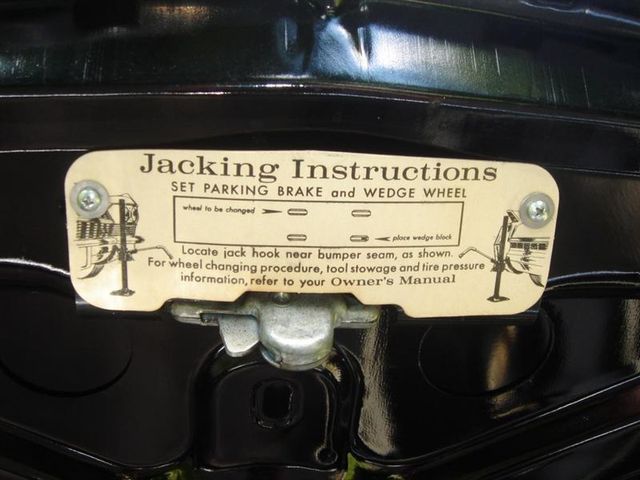 Jacking Instructions
SET PARKING BRAKE and WEDGE WHEEL
wheel to be changed
place wedge block
Locate jack hook near bumper seam, as shown.
For wheel changing procedure, tool stowage and tire pressure
information, refer to your Owner's Manual